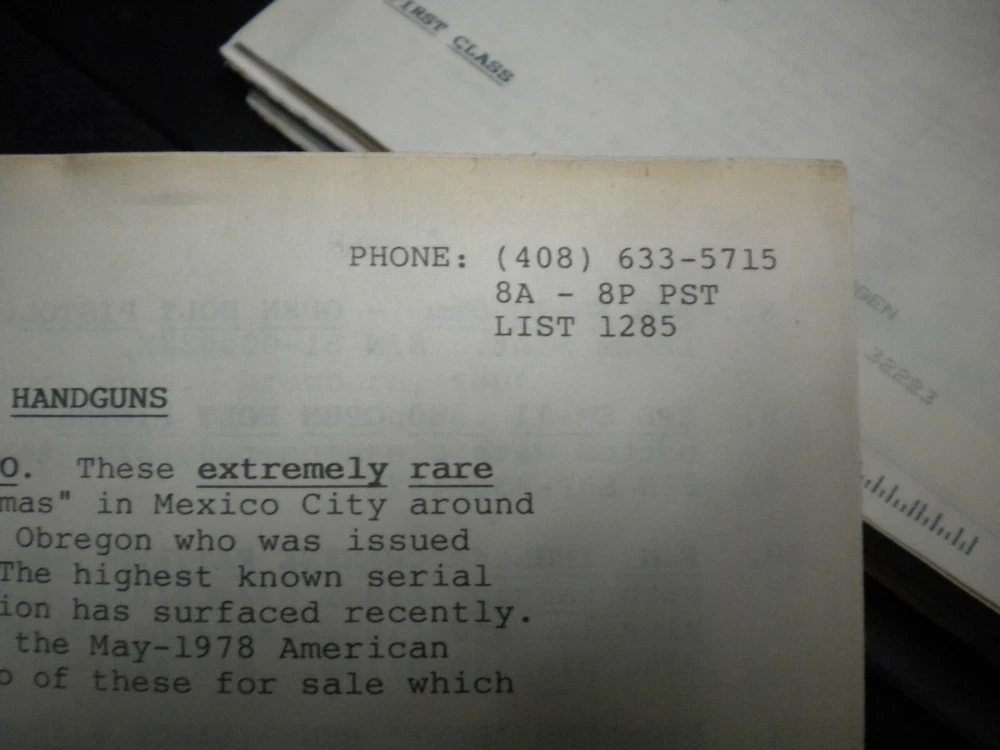 FIRST CLASS
PHONE: (408) 633-5715
8A - 8P PST
LIST 1285
32223
HANDGUNS
O. These extremely rare
mas" in Mexico City around
Obregon who was issued
The highest known serial
ion has surfaced recently.
the May-1978 American
o of these for sale which